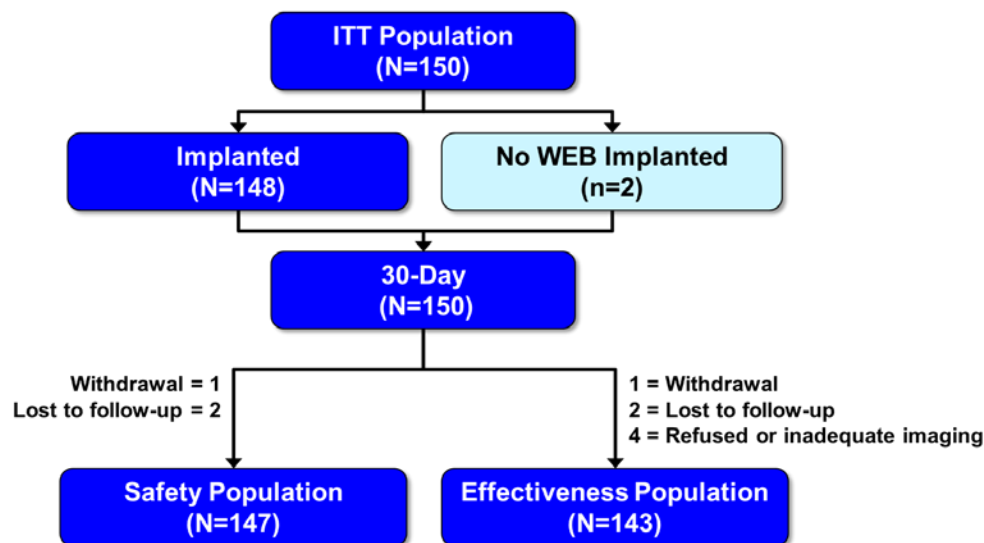 ITT Population
(N=150)
Implanted
(N=148)
No WEB Implanted
(n=2)
30-Day
(N=150)
Withdrawal = 1
Lost to follow-up = 2
1 = Withdrawal
2 = Lost to follow-up
4 = Refused or inadequate imaging
Safety Population
(N=147)
Effectiveness Population
(N=143)